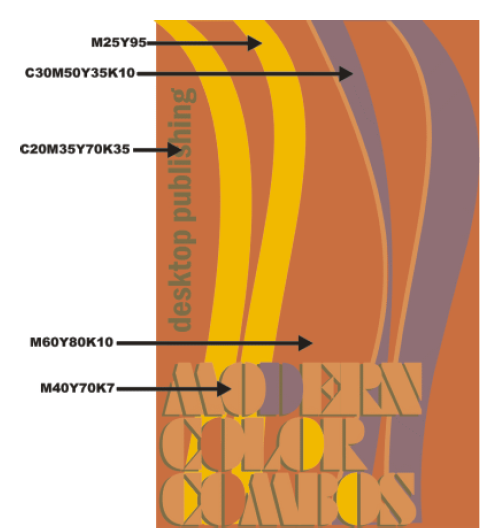 M25Y95
C30M50Y35K10
C20M35Y70K35
desktop publishing
M60Y80K10
M40Y70K7
MODERN
COLOR
COMBOS